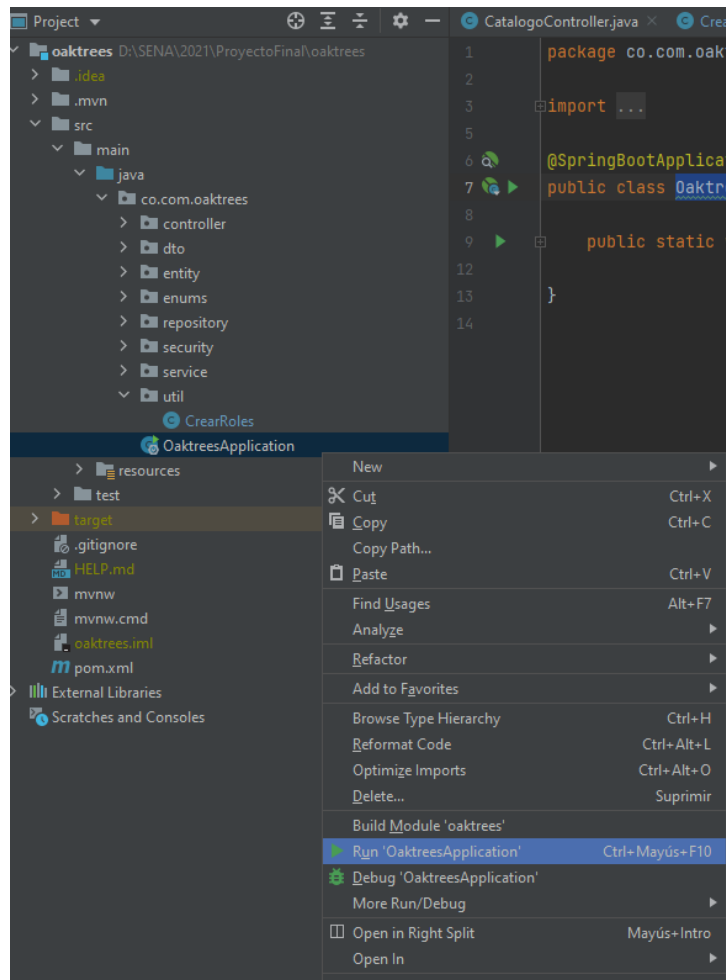 Project
CatalogoController.java
oaktrees D:\SENA\2021\ProyectoFinal\oaktrees
.idea
.mvn
src
main
java
co.com.oaktrees
controller
dto
entity
enums
repository
security
service
util
CrearRoles
OaktreesApplication
resources
test
target
.gitignore
HELP.md
mvnw
mvnw.cmd
oaktrees.iml
pom.xml
External Libraries
Scratches and Consoles
1 package co.com.oakt
2
3 import ...
5
6 @SpringBootApplica
7 public class Oaktre
8
9 public static
12
13 }
14
New
Cut Ctrl+X
Copy Ctrl+C
Copy Path...
Paste Ctrl+V
Find Usages Alt+F7
Analyze
Refactor
Add to Favorites
Browse Type Hierarchy Ctrl+H
Reformat Code Ctrl+Alt+L
Optimize Imports Ctrl+Alt+O
Delete... Suprimir
Build Module 'oaktrees'
Run 'OaktreesApplication' Ctrl+Mayús+F10
Debug 'OaktreesApplication'
More Run/Debug
Open in Right Split Mayús+Intro
Open In